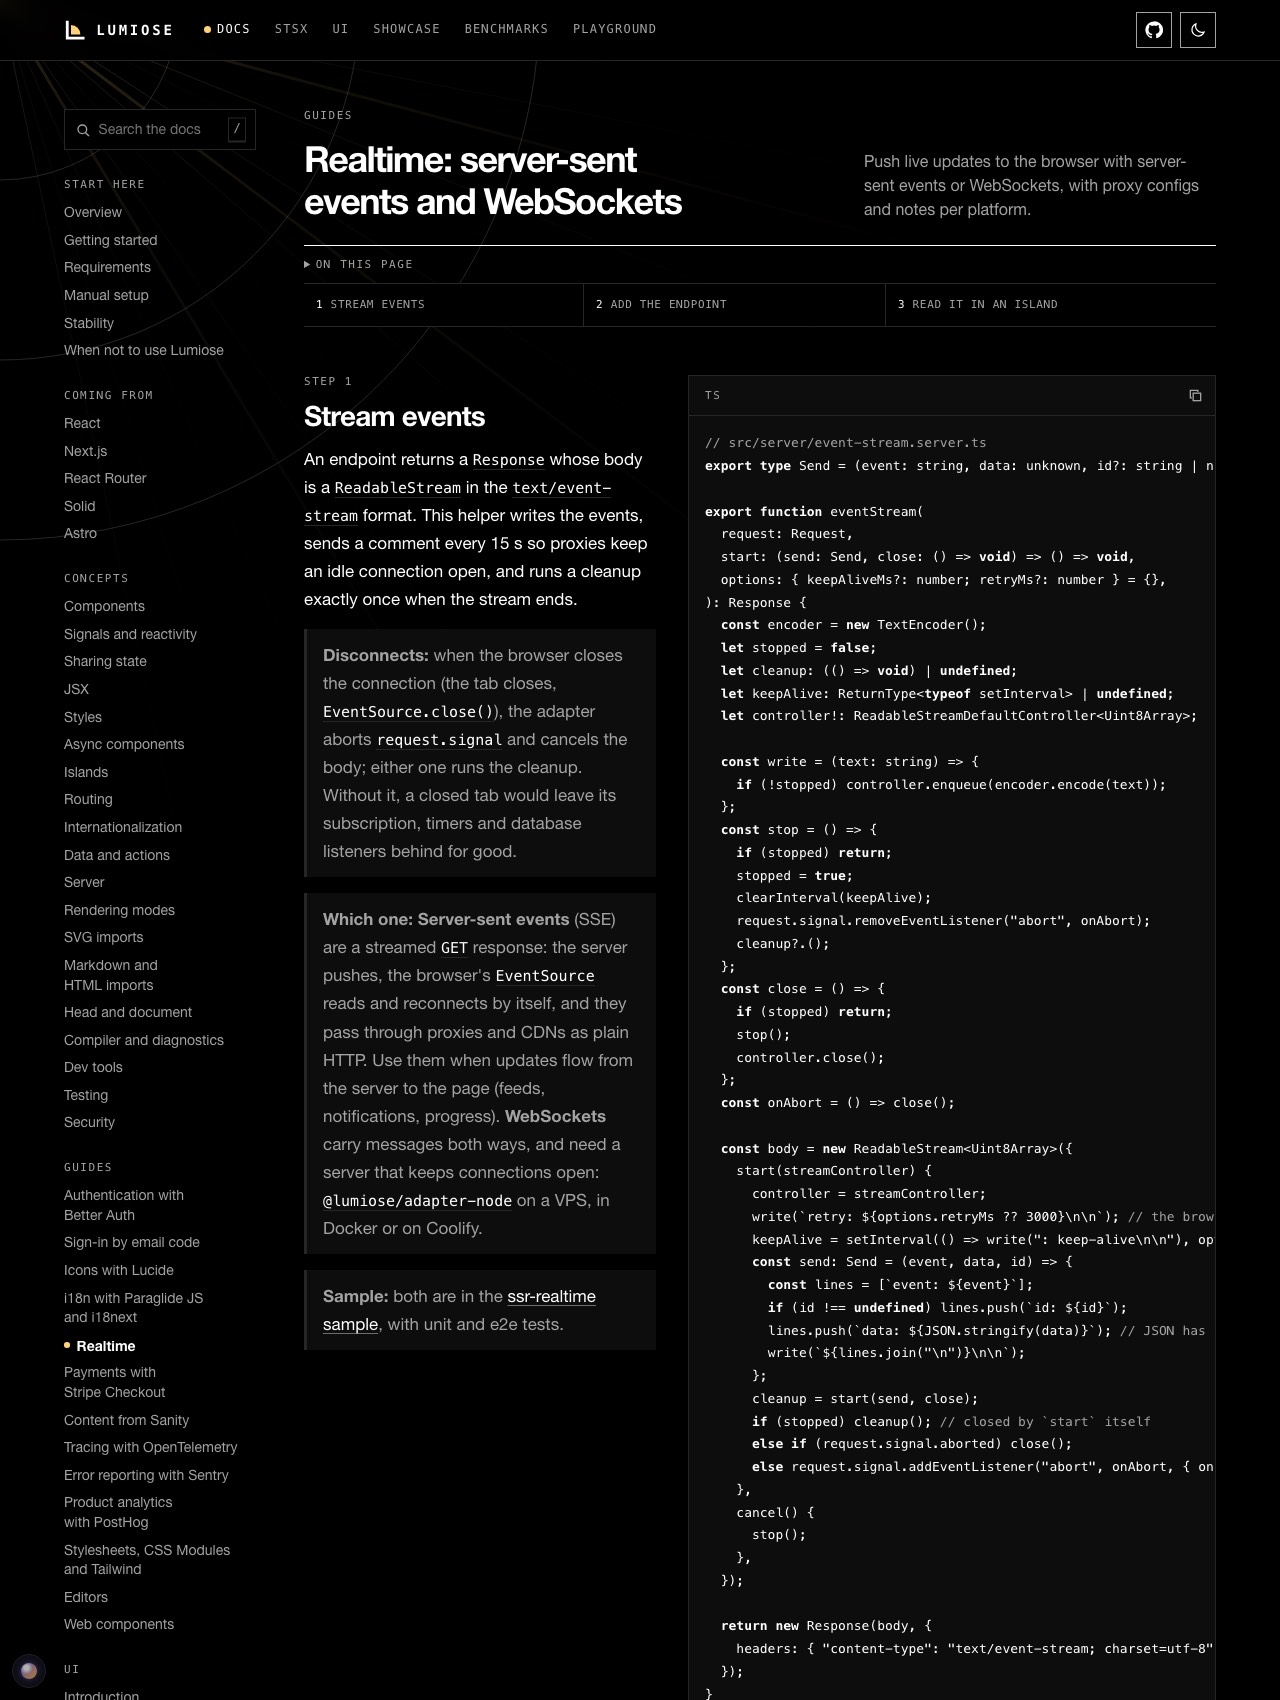 LUMIOSE
DOCS
STSX
UI
SHOWCASE
BENCHMARKS
PLAYGROUND
Search the docs
/
START HERE
Overview
Getting started
Requirements
Manual setup
Stability
When not to use Lumiose
COMING FROM
React
Next.js
React Router
Solid
Astro
CONCEPTS
Components
Signals and reactivity
Sharing state
JSX
Styles
Async components
Islands
Routing
Internationalization
Data and actions
Server
Rendering modes
SVG imports
Markdown and
HTML imports
Head and document
Compiler and diagnostics
Dev tools
Testing
Security
GUIDES
Authentication with
Better Auth
Sign-in by email code
Icons with Lucide
i18n with Paraglide JS
and i18next
Realtime
Payments with
Stripe Checkout
Content from Sanity
Tracing with OpenTelemetry
Error reporting with Sentry
Product analytics
with PostHog
Stylesheets, CSS Modules
and Tailwind
Editors
Web components
UI
Introduction
GUIDES
Realtime: server-sent
events and WebSockets
Push live updates to the browser with server-
sent events or WebSockets, with proxy configs
and notes per platform.
ON THIS PAGE
1 STREAM EVENTS
2 ADD THE ENDPOINT
3 READ IT IN AN ISLAND
STEP 1
Stream events
An endpoint returns a Response whose body
is a ReadableStream in the text/event-
stream format. This helper writes the events,
sends a comment every 15 s so proxies keep
an idle connection open, and runs a cleanup
exactly once when the stream ends.
Disconnects: when the browser closes
the connection (the tab closes,
EventSource.close()), the adapter
aborts request.signal and cancels the
body; either one runs the cleanup.
Without it, a closed tab would leave its
subscription, timers and database
listeners behind for good.
Which one: Server-sent events (SSE)
are a streamed GET response: the server
pushes, the browser's EventSource
reads and reconnects by itself, and they
pass through proxies and CDNs as plain
HTTP. Use them when updates flow from
the server to the page (feeds,
notifications, progress). WebSockets
carry messages both ways, and need a
server that keeps connections open:
@lumiose/adapter-node on a VPS, in
Docker or on Coolify.
Sample: both are in the ssr-realtime
sample, with unit and e2e tests.
TS
// src/server/event-stream.server.ts
export type Send = (event: string, data: unknown, id?: string | n
export function eventStream(
  request: Request,
  start: (send: Send, close: () => void) => () => void,
  options: { keepAliveMs?: number; retryMs?: number } = {},
): Response {
  const encoder = new TextEncoder();
  let stopped = false;
  let cleanup: (() => void) | undefined;
  let keepAlive: ReturnType<typeof setInterval> | undefined;
  let controller!: ReadableStreamDefaultController<Uint8Array>;
  const write = (text: string) => {
    if (!stopped) controller.enqueue(encoder.encode(text));
  };
  const stop = () => {
    if (stopped) return;
    stopped = true;
    clearInterval(keepAlive);
    request.signal.removeEventListener("abort", onAbort);
    cleanup?.();
  };
  const close = () => {
    if (stopped) return;
    stop();
    controller.close();
  };
  const onAbort = () => close();
  const body = new ReadableStream<Uint8Array>({
    start(streamController) {
      controller = streamController;
      write(`retry: ${options.retryMs ?? 3000}\n\n`); // the brow
      keepAlive = setInterval(() => write(": keep-alive\n\n"), op
      const send: Send = (event, data, id) => {
        const lines = [`event: ${event}`];
        if (id !== undefined) lines.push(`id: ${id}`);
        lines.push(`data: ${JSON.stringify(data)}`); // JSON has
        write(`${lines.join("\n")}\n\n`);
      };
      cleanup = start(send, close);
      if (stopped) cleanup(); // closed by `start` itself
      else if (request.signal.aborted) close();
      else request.signal.addEventListener("abort", onAbort, { on
    },
    cancel() {
      stop();
    },
  });
  return new Response(body, {
    headers: { "content-type": "text/event-stream; charset=utf-8"
  });
}